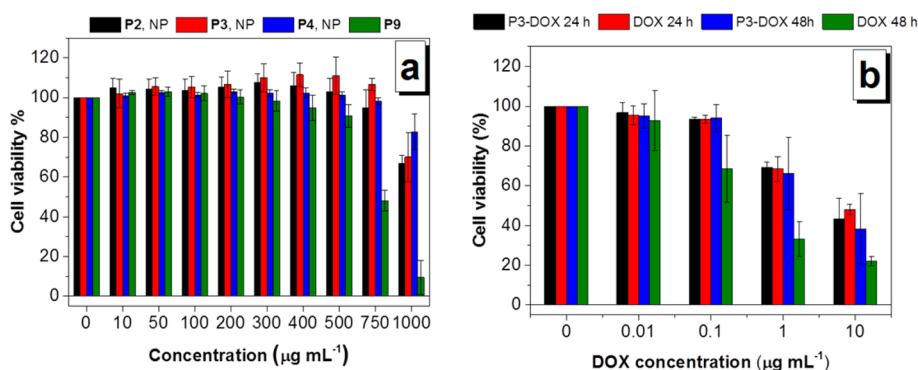 P2, NP P3, NP P4, NP P9
a
Cell viability %
120
100
80
60
40
20
0
0 10 50 100 200 300 400 500 750 1000
Concentration (μg mL⁻¹)
P3-DOX 24 h DOX 24 h P3-DOX 48h DOX 48 h
b
Cell viability (%)
120
100
80
60
40
20
0
0 0.01 0.1 1 10
DOX concentration (μg mL⁻¹)